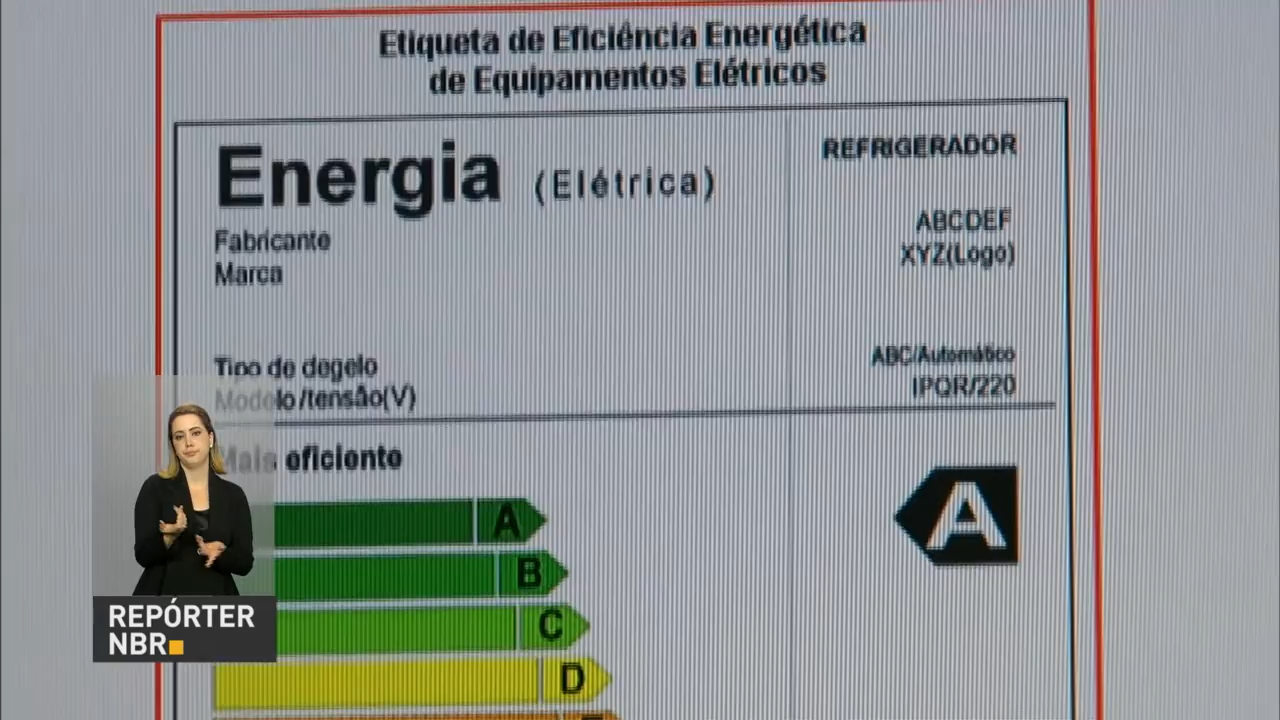 Etiqueta de Eficiência Energética
de Equipamentos Elétricos
Energia (Elétrica)
REFRIGERADOR
Fabricante
ABCDEF
Marca
XYZ(Logo)
Tipo de degelo
ABC/Automático
Modelo/tensão(V)
IPQR/220
Mais eficiente
A
A
B
C
D
REPÓRTER
NBR